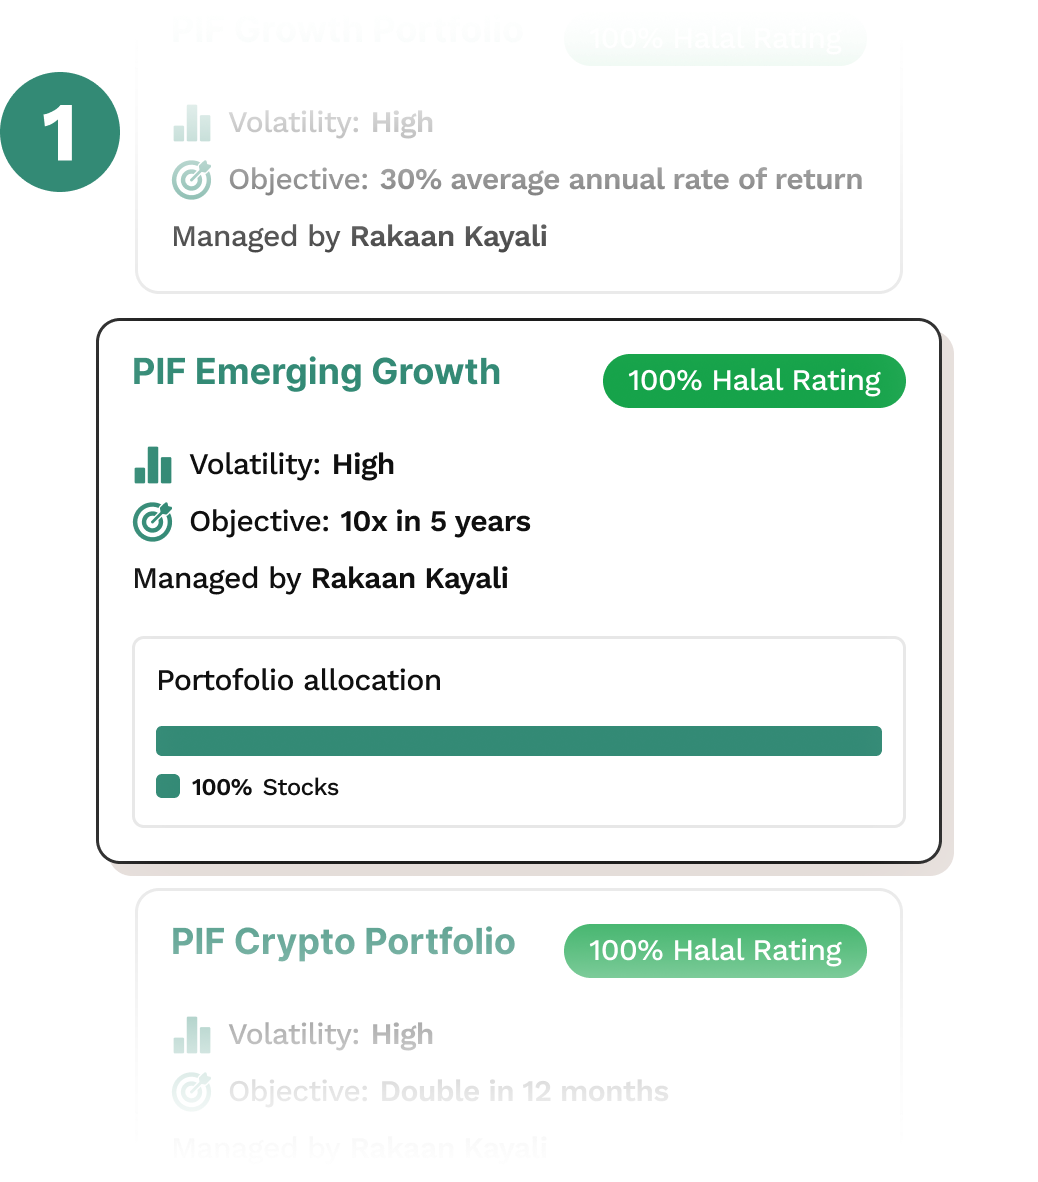 PIF Growth Portfolio
100% Halal Rating
1
Volatility: High
Objective: 30% average annual rate of return
Managed by Rakaan Kayali
PIF Emerging Growth
100% Halal Rating
Volatility: High
Objective: 10x in 5 years
Managed by Rakaan Kayali
Portofolio allocation
100% Stocks
PIF Crypto Portfolio
100% Halal Rating
Volatility: High
Objective: Double in 12 months
Managed by Rakaan Kayali